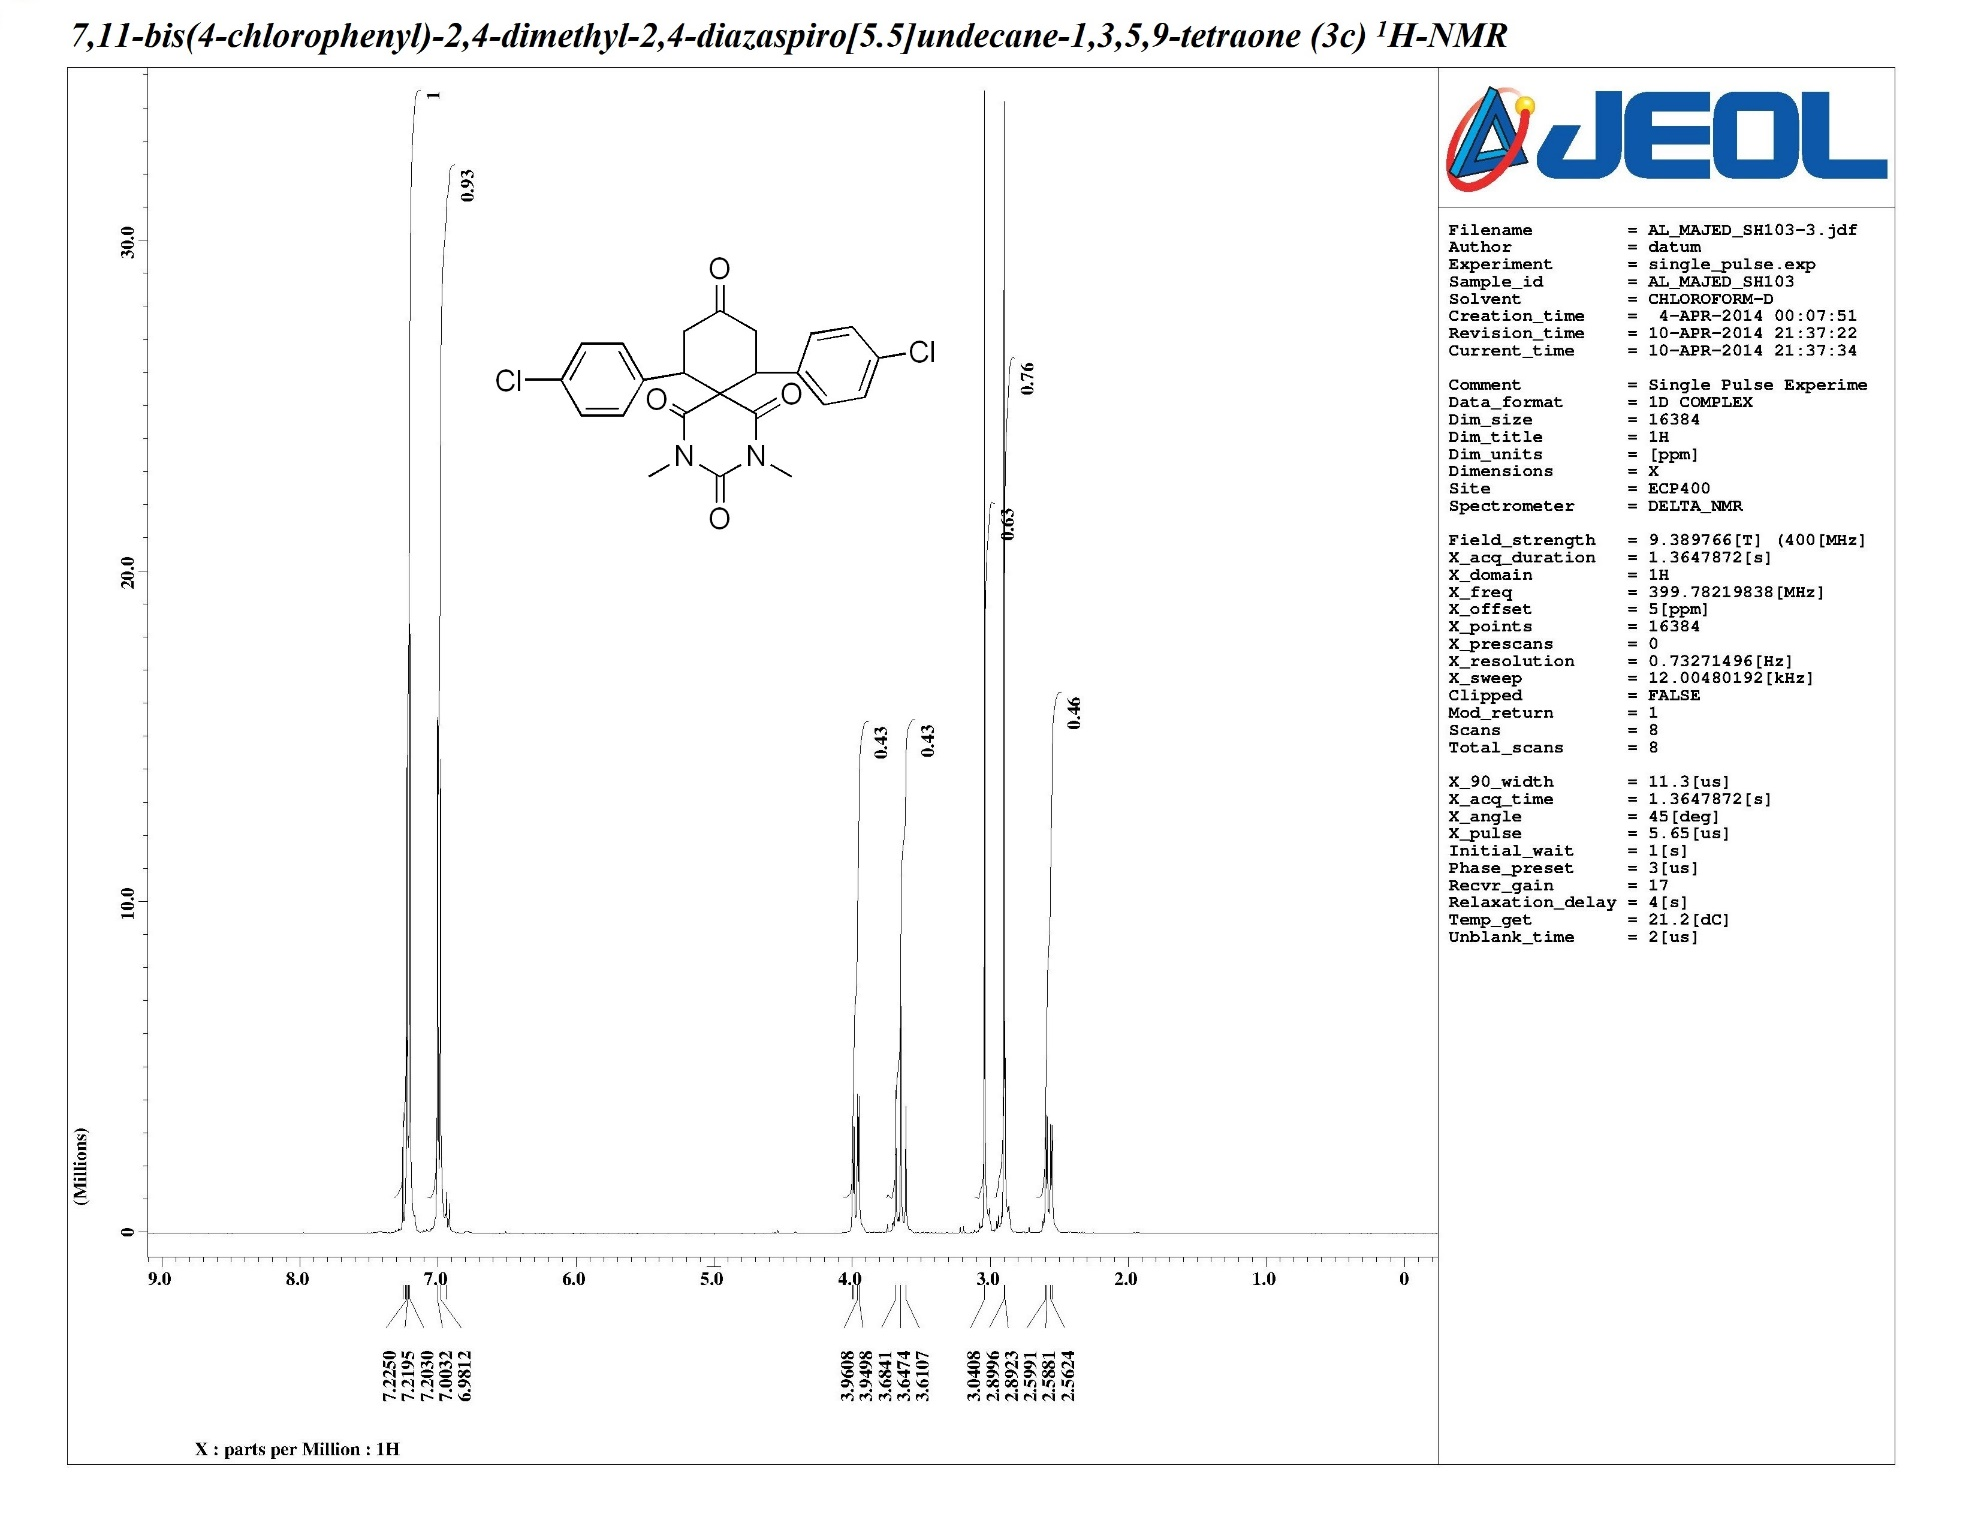 7,11-bis(4-chlorophenyl)-2,4-dimethyl-2,4-diazaspiro[5.5]undecane-1,3,5,9-tetraone (3c) ¹H-NMR
JEOL
Filename = AL_MAJED_SH103-3.jdf
Author = datum
Experiment = single_pulse.exp
Sample_id = AL_MAJED_SH103
Solvent = CHLOROFORM-D
Creation_time = 4-APR-2014 00:07:51
Revision_time = 10-APR-2014 21:37:22
Current_time = 10-APR-2014 21:37:34
Comment = Single Pulse Experime
Data_format = 1D COMPLEX
Dim_size = 16384
Dim_title = 1H
Dim_units = [ppm]
Dimensions = X
Site = ECP400
Spectrometer = DELTA_NMR
Field_strength = 9.389766[T] (400[MHz]
X_acq_duration = 1.3647872[s]
X_domain = 1H
X_freq = 399.78219838[MHz]
X_offset = 5[ppm]
X_points = 16384
X_prescans = 0
X_resolution = 0.73271496[Hz]
X_sweep = 12.00480192[kHz]
Clipped = FALSE
Mod_return = 1
Scans = 8
Total_scans = 8
X_90_width = 11.3[us]
X_acq_time = 1.3647872[s]
X_angle = 45[deg]
X_pulse = 5.65[us]
Initial_wait = 1[s]
Phase_preset = 3[us]
Recvr_gain = 17
Relaxation_delay = 4[s]
Temp_get = 21.2[dC]
Unblank_time = 2[us]
1
0.93
0.43
0.43
0.63
0.76
0.46
O
Cl
Cl
O
O
N
N
O
30.0
20.0
10.0
0
(Millions)
9.0 8.0 7.0 6.0 5.0 4.0 3.0 2.0 1.0 0
7.2250
7.2195
7.2030
7.0032
6.9812
3.9608
3.9498
3.6841
3.6474
3.6107
3.0408
2.8996
2.8923
2.5991
2.5881
2.5624
X : parts per Million : 1H